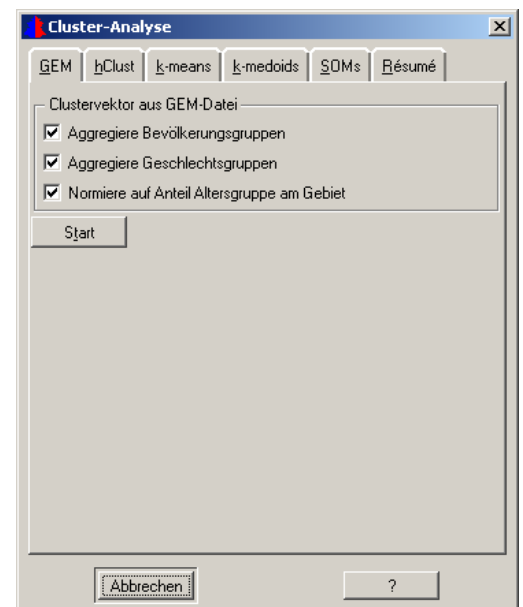 Cluster-Analyse
GEM hClust k-means k-medoids SOMs Résumé
Clustervektor aus GEM-Datei
Aggregiere Bevölkerungsgruppen
Aggregiere Geschlechtsgruppen
Normiere auf Anteil Altersgruppe am Gebiet
Start
Abbrechen ?